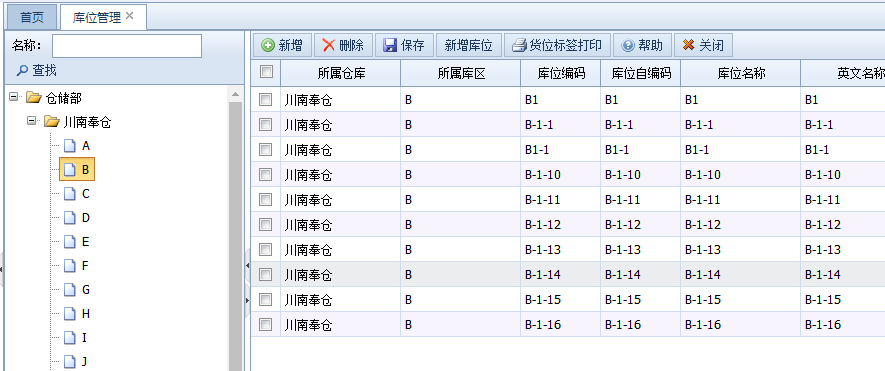 首页 库位管理
名称：
查找
新增 删除 保存 新增库位 货位标签打印 帮助 关闭
仓储部
川南奉仓
A
B
C
D
E
F
G
H
I
J
所属仓库 所属库区 库位编码 库位自编码 库位名称 英文名称
川南奉仓 B B1 B1 B1 B1
川南奉仓 B B-1-1 B-1-1 B-1-1 B-1-1
川南奉仓 B B1-1 B1-1 B1-1 B1-1
川南奉仓 B B-1-10 B-1-10 B-1-10 B-1-10
川南奉仓 B B-1-11 B-1-11 B-1-11 B-1-11
川南奉仓 B B-1-12 B-1-12 B-1-12 B-1-12
川南奉仓 B B-1-13 B-1-13 B-1-13 B-1-13
川南奉仓 B B-1-14 B-1-14 B-1-14 B-1-14
川南奉仓 B B-1-15 B-1-15 B-1-15 B-1-15
川南奉仓 B B-1-16 B-1-16 B-1-16 B-1-16